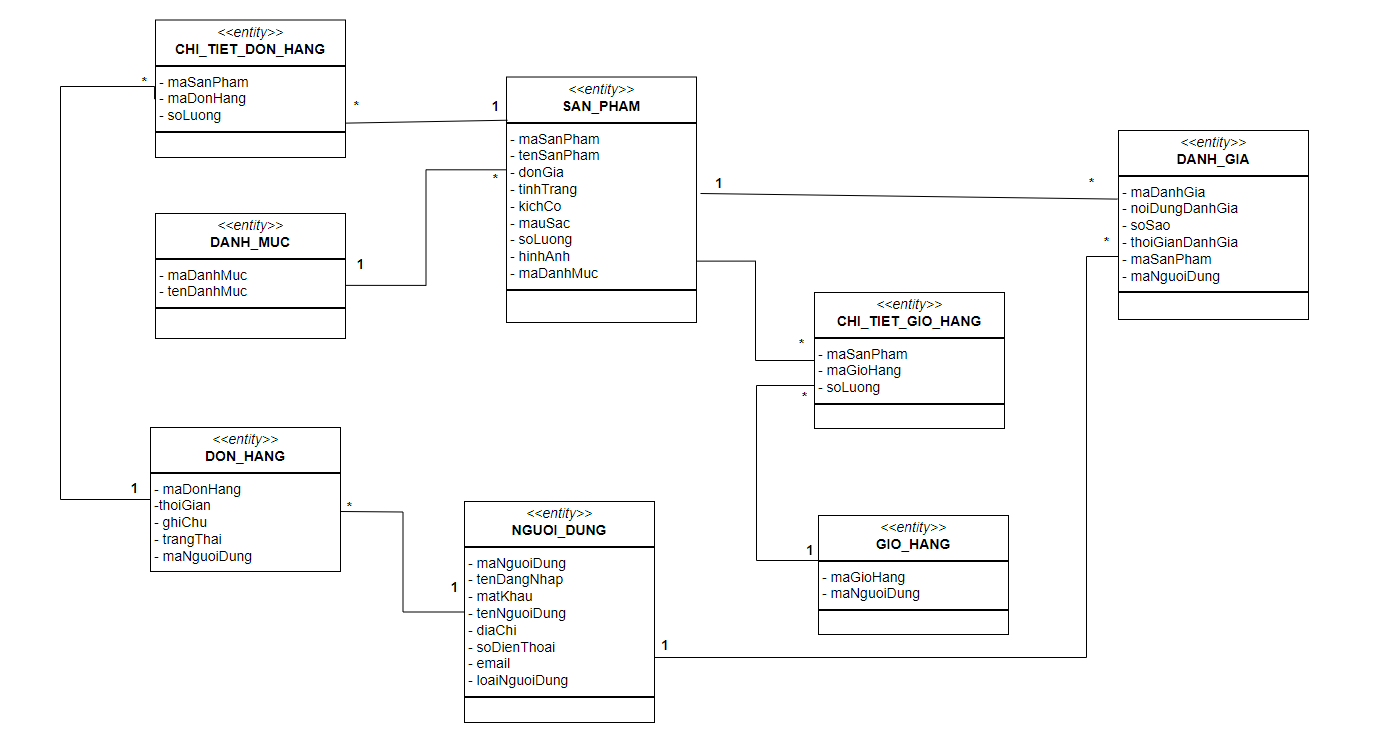 <<entity>>
CHI_TIET_DON_HANG
- maSanPham
- maDonHang
- soLuong
*
*
1
<<entity>>
SAN_PHAM
- maSanPham
- tenSanPham
- donGia
- tinhTrang
- kichCo
- mauSac
- soLuong
- hinhAnh
- maDanhMuc
*
1
*
<<entity>>
DANH_GIA
- maDanhGia
- noiDungDanhGia
- soSao
- thoiGianDanhGia
- maSanPham
- maNguoiDung
*
<<entity>>
DANH_MUC
- maDanhMuc
- tenDanhMuc
1
<<entity>>
CHI_TIET_GIO_HANG
- maSanPham
- maGioHang
- soLuong
*
*
<<entity>>
DON_HANG
- maDonHang
-thoiGian
- ghiChu
- trangThai
- maNguoiDung
1
*
<<entity>>
NGUOI_DUNG
- maNguoiDung
- tenDangNhap
- matKhau
- tenNguoiDung
- diaChi
- soDienThoai
- email
- loaiNguoiDung
1
1
<<entity>>
GIO_HANG
- maGioHang
- maNguoiDung
1